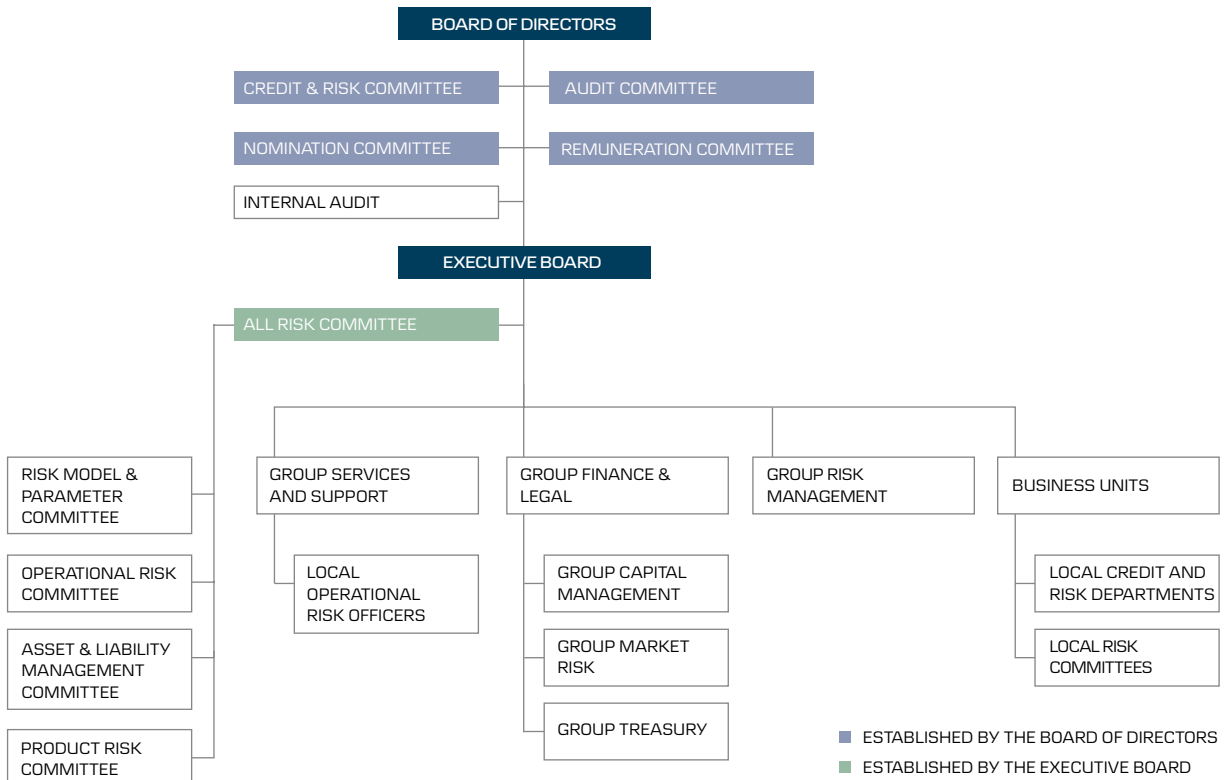 BOARD OF DIRECTORS
CREDIT & RISK COMMITTEE
AUDIT COMMITTEE
NOMINATION COMMITTEE
REMUNERATION COMMITTEE
INTERNAL AUDIT
EXECUTIVE BOARD
ALL RISK COMMITTEE
RISK MODEL &
PARAMETER
COMMITTEE
GROUP SERVICES
AND SUPPORT
GROUP FINANCE &
LEGAL
GROUP RISK
MANAGEMENT
BUSINESS UNITS
OPERATIONAL RISK
COMMITTEE
LOCAL
OPERATIONAL
RISK OFFICERS
GROUP CAPITAL
MANAGEMENT
LOCAL CREDIT AND
RISK DEPARTMENTS
ASSET & LIABILITY
MANAGEMENT
COMMITTEE
GROUP MARKET
RISK
LOCAL RISK
COMMITTEES
PRODUCT RISK
COMMITTEE
GROUP TREASURY
ESTABLISHED BY THE BOARD OF DIRECTORS
ESTABLISHED BY THE EXECUTIVE BOARD